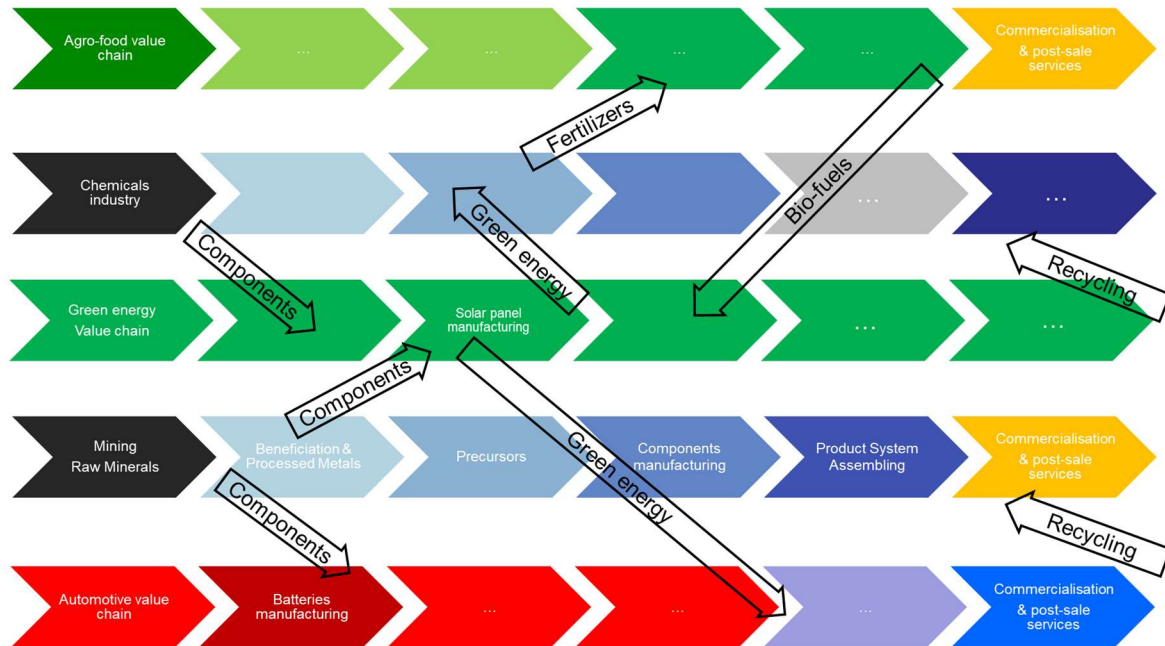 Agro-food value
chain
...
...
...
...
Commercialisation
& post-sale
services
Fertilizers
Bio-fuels
Chemicals
industry
...
...
Components
Green energy
Recycling
Green energy
Value chain
Solar panel
manufacturing
...
...
Components
Green energy
Mining
Raw Minerals
Beneficiation &
Processed Metals
Precursors
Components
manufacturing
Product System
Assembling
Commercialisation
& post-sale
services
Components
Recycling
Automotive value
chain
Batteries
manufacturing
...
...
...
Commercialisation
& post-sale
services